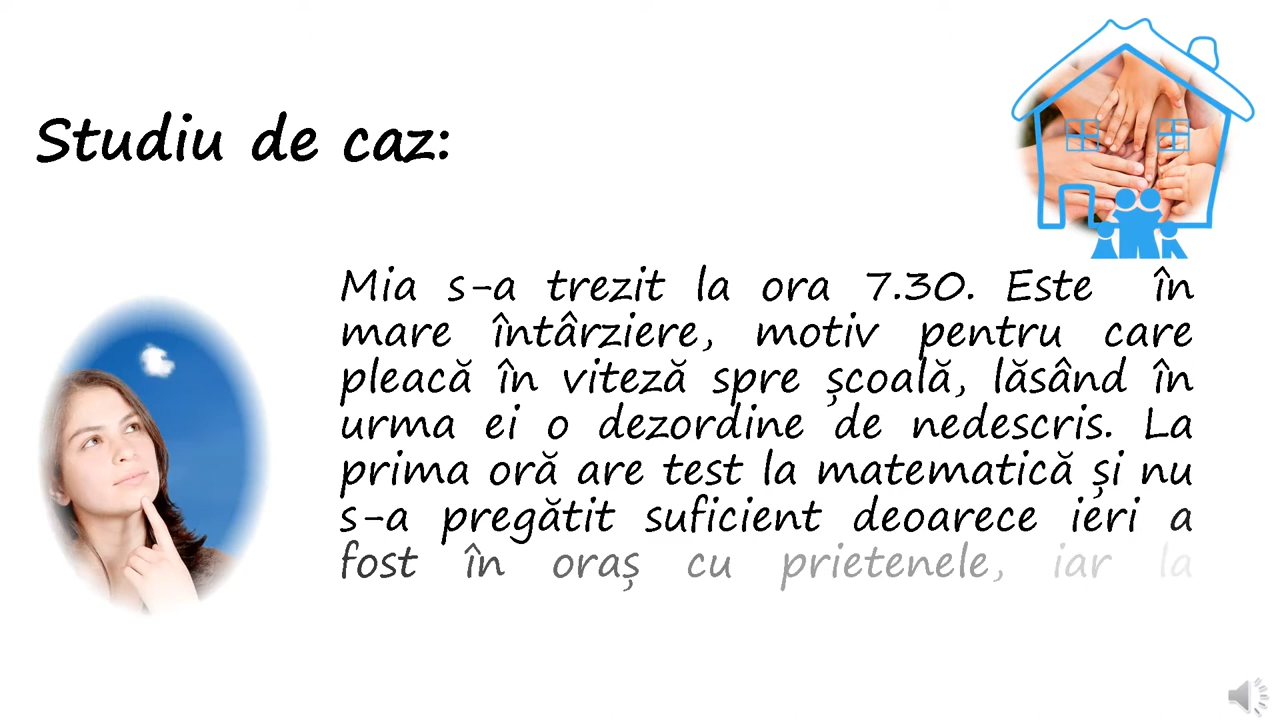 Studiu de caz:
Mia s-a trezit la ora 7.30. Este în
mare întârziere, motiv pentru care
pleacă în viteză spre școală, lăsând în
urma ei o dezordine de nedescris. La
prima oră are test la matematică și nu
s-a pregătit suficient deoarece ieri a
fost în oraș cu prietenele, iar la